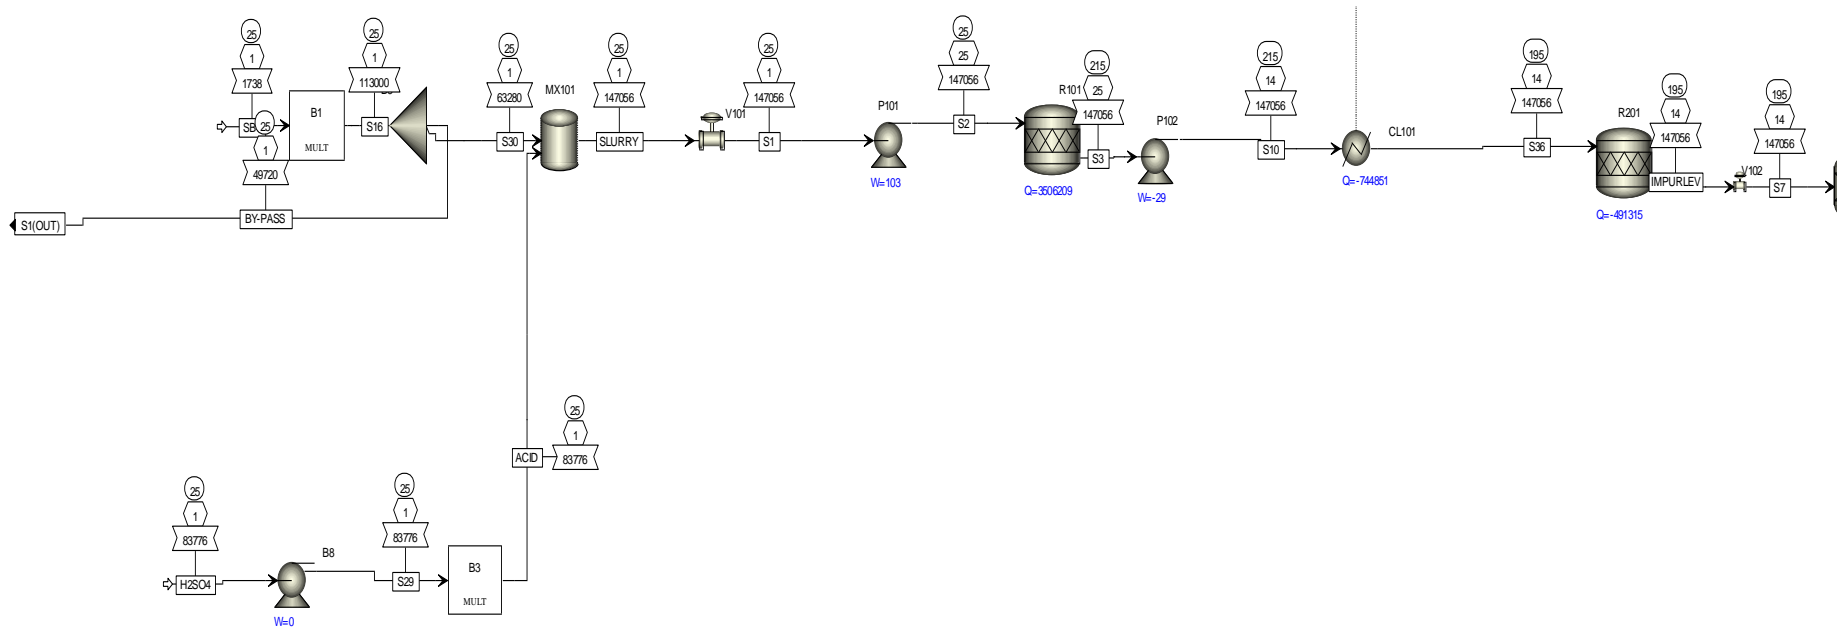 25
1
1738
SB
B1
MULT
25
1
113000
S16
25
1
49720
BY-PASS
S1(OUT)
25
1
63280
S30
MX101
25
1
147056
SLURRY
V101
25
1
147056
S1
P101
W=103
25
25
147056
S2
R101
Q=3506209
215
25
147056
S3
P102
W=-29
215
14
147056
S10
CL101
Q=-744851
195
14
147056
S36
R201
Q=-491315
195
14
147056
IMPURLEV
V102
195
14
147056
S7
25
1
83776
ACID
25
1
83776
H2SO4
B8
W=0
25
1
83776
S29
B3
MULT